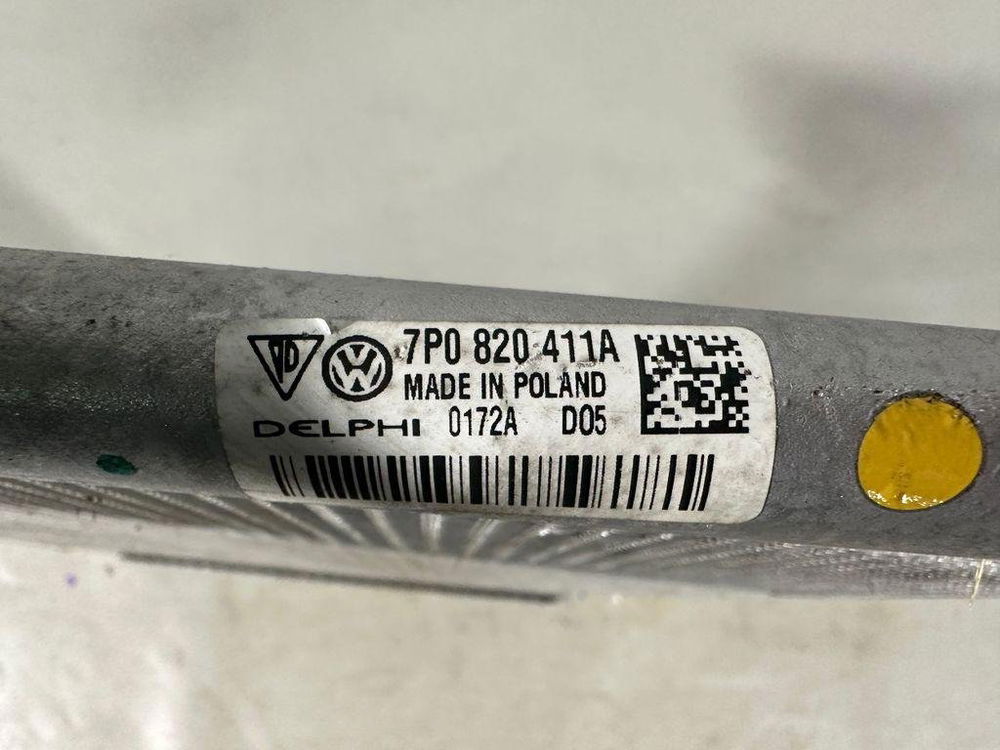 7P0 820 411A
MADE IN POLAND
DELPHI 0172A D05